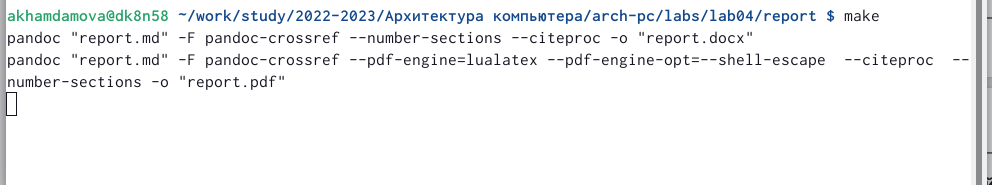 akhamdamova@dk8n58 ~/work/study/2022-2023/Архитектура компьютера/arch-pc/labs/lab04/report $ make
pandoc "report.md" -F pandoc-crossref --number-sections --citeproc -o "report.docx"
pandoc "report.md" -F pandoc-crossref --pdf-engine=lualatex --pdf-engine-opt=--shell-escape  --citeproc  --
number-sections -o "report.pdf"